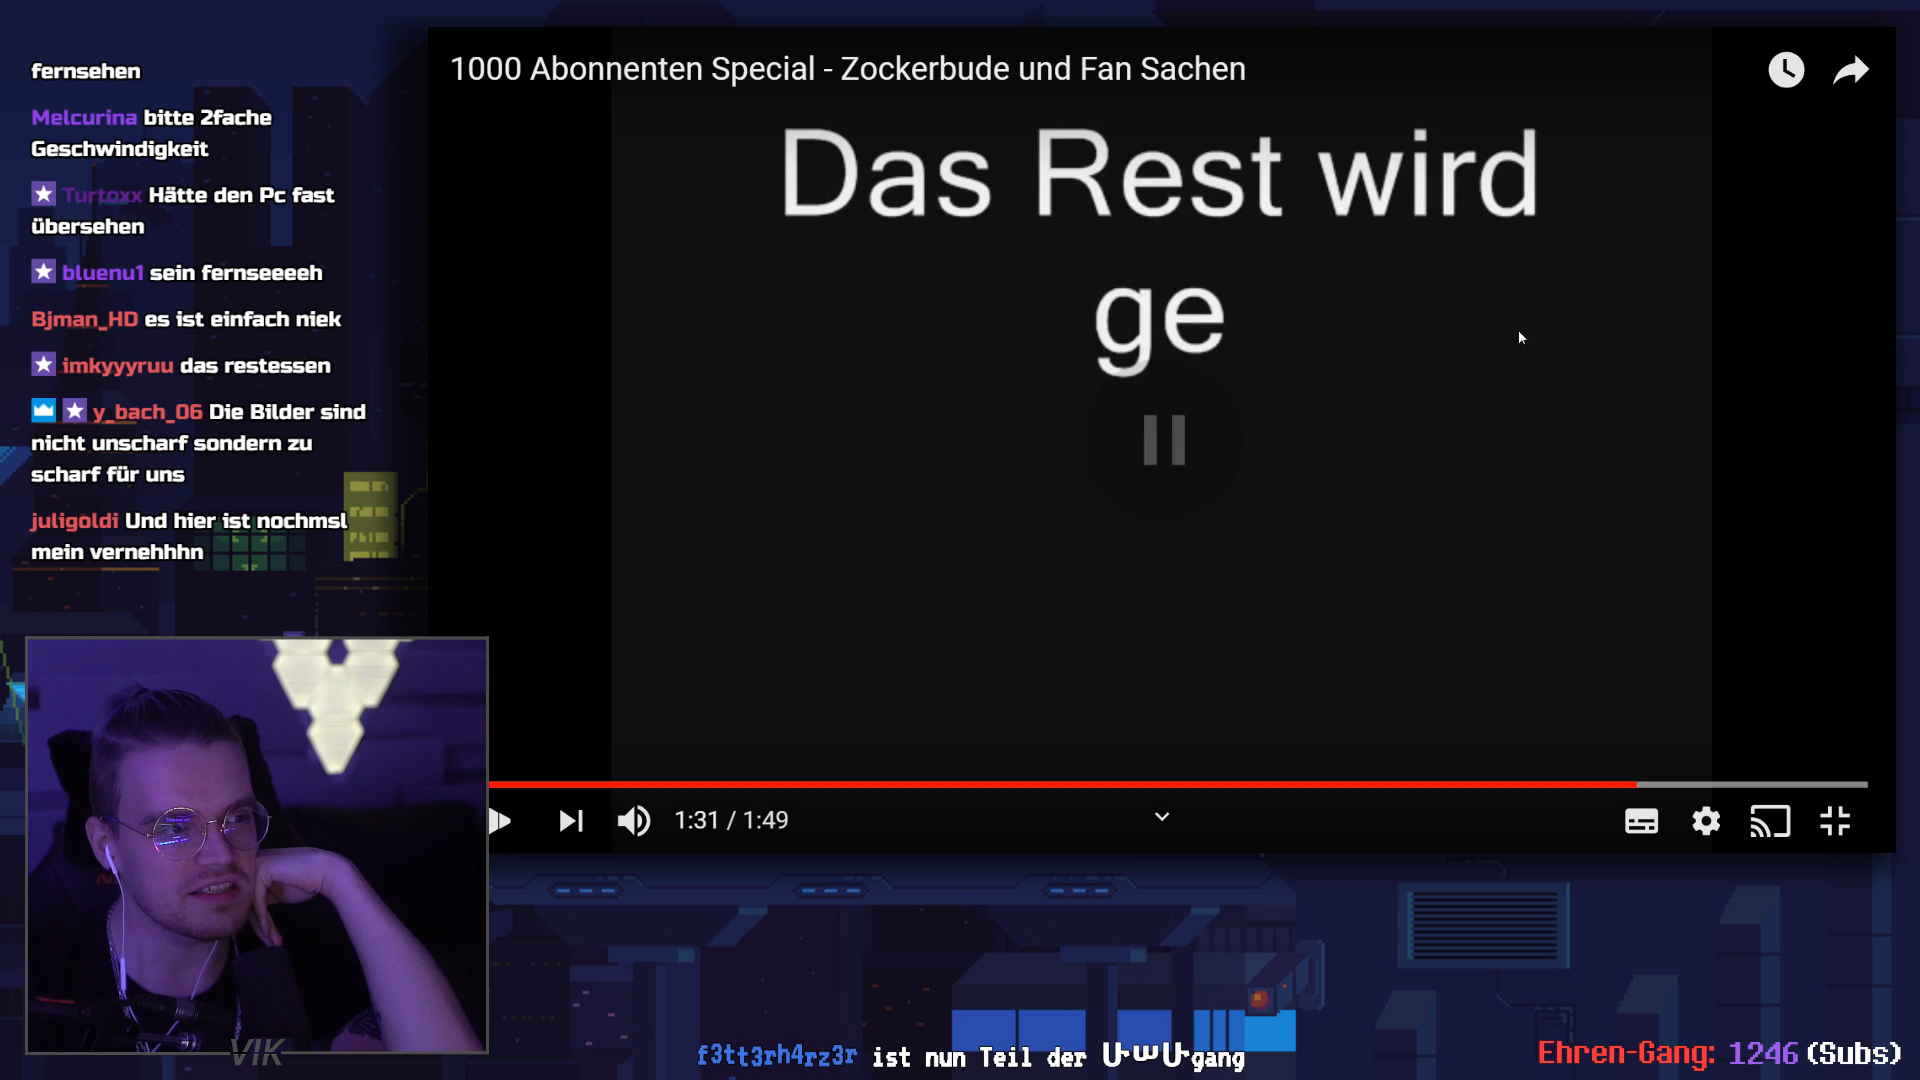 fernsehen
Melcurina bitte 2fache
Geschwindigkeit
Turtoxx Hätte den Pc fast
übersehen
bluenu1 sein fernseeeeh
Bjman_HD es ist einfach niek
imkyyyruu das restessen
y_bach_06 Die Bilder sind
nicht unscharf sondern zu
scharf für uns
juligoldi Und hier ist nochmsl
mein vernehhhn
1000 Abonnenten Special - Zockerbude und Fan Sachen
Das Rest wird
ge
1:31 / 1:49
VIK
f3tt3rh4rz3r ist nun Teil der UwUgang
Ehren-Gang: 1246 (Subs)